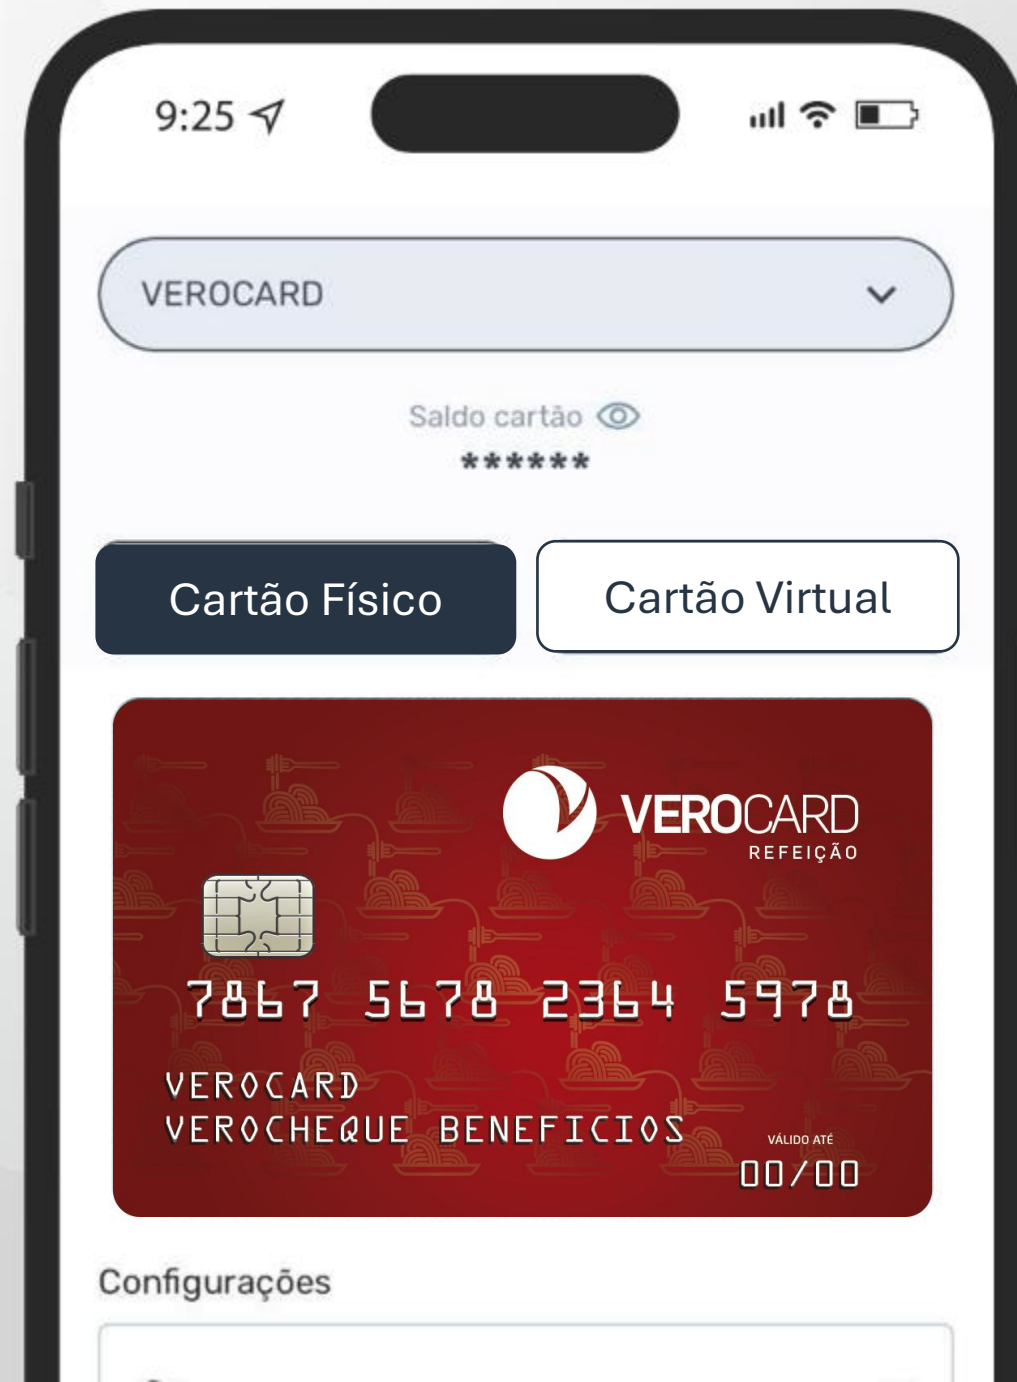 9:25
VEROCARD
Saldo cartão
******
Cartão Físico
Cartão Virtual
VEROCARD
REFEIÇÃO
7867 5678 2364 5978
VEROCARD
VEROCHEQUE BENEFICIOS
VÁLIDO ATÉ
00/00
Configurações